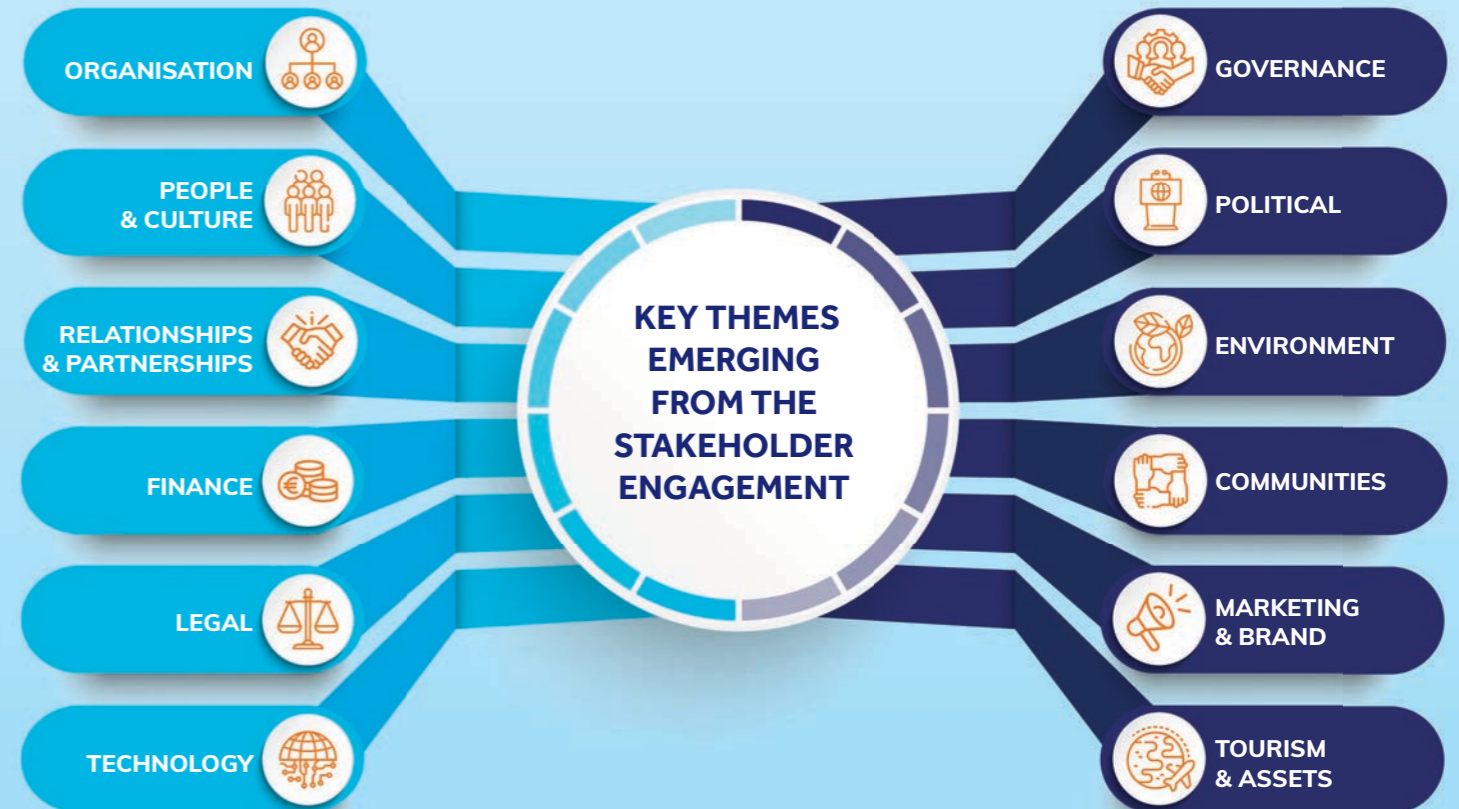 ORGANISATION
PEOPLE
& CULTURE
RELATIONSHIPS
& PARTNERSHIPS
FINANCE
LEGAL
TECHNOLOGY
KEY THEMES
EMERGING
FROM THE
STAKEHOLDER
ENGAGEMENT
GOVERNANCE
POLITICAL
ENVIRONMENT
COMMUNITIES
MARKETING
& BRAND
TOURISM
& ASSETS